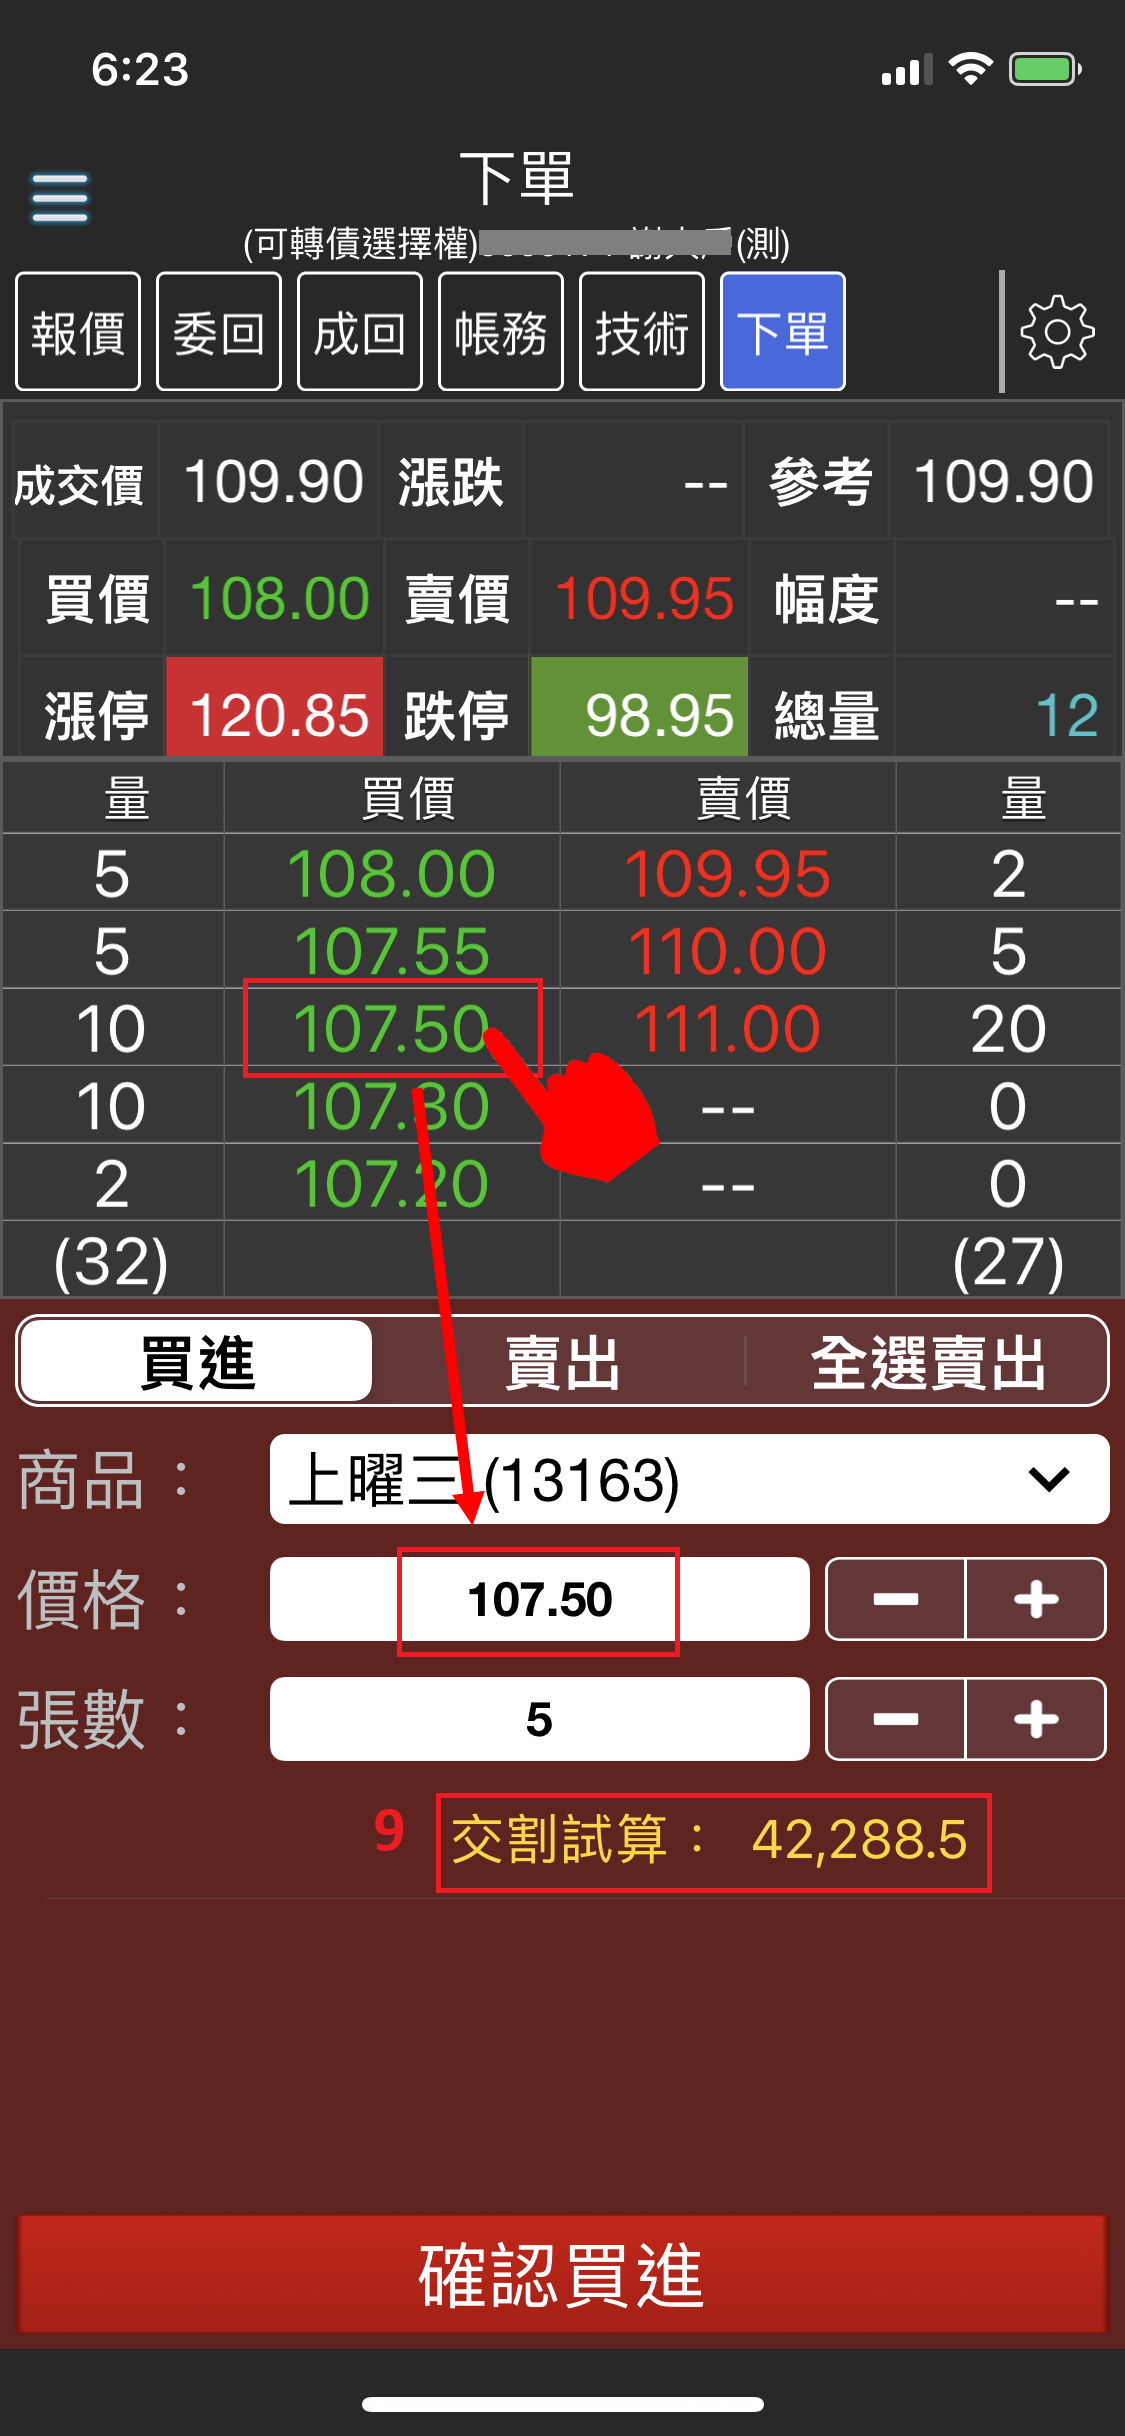 6:23
下單
(可轉債選擇權) (測)
報價 委回 成回 帳務 技術 下單
成交價 109.90 漲跌 -- 參考 109.90
買價 108.00 賣價 109.95 幅度 --
漲停 120.85 跌停 98.95 總量 12
量 買價 賣價 量
5 108.00 109.95 2
5 107.55 110.00 5
10 107.50 111.00 20
10 107.30 -- 0
2 107.20 -- 0
(32) (27)
買進 賣出 全選賣出
商品 : 上曜三 (13163)
價格 : 107.50 − +
張數 : 5 − +
9 交割試算 : 42,288.5
確認買進